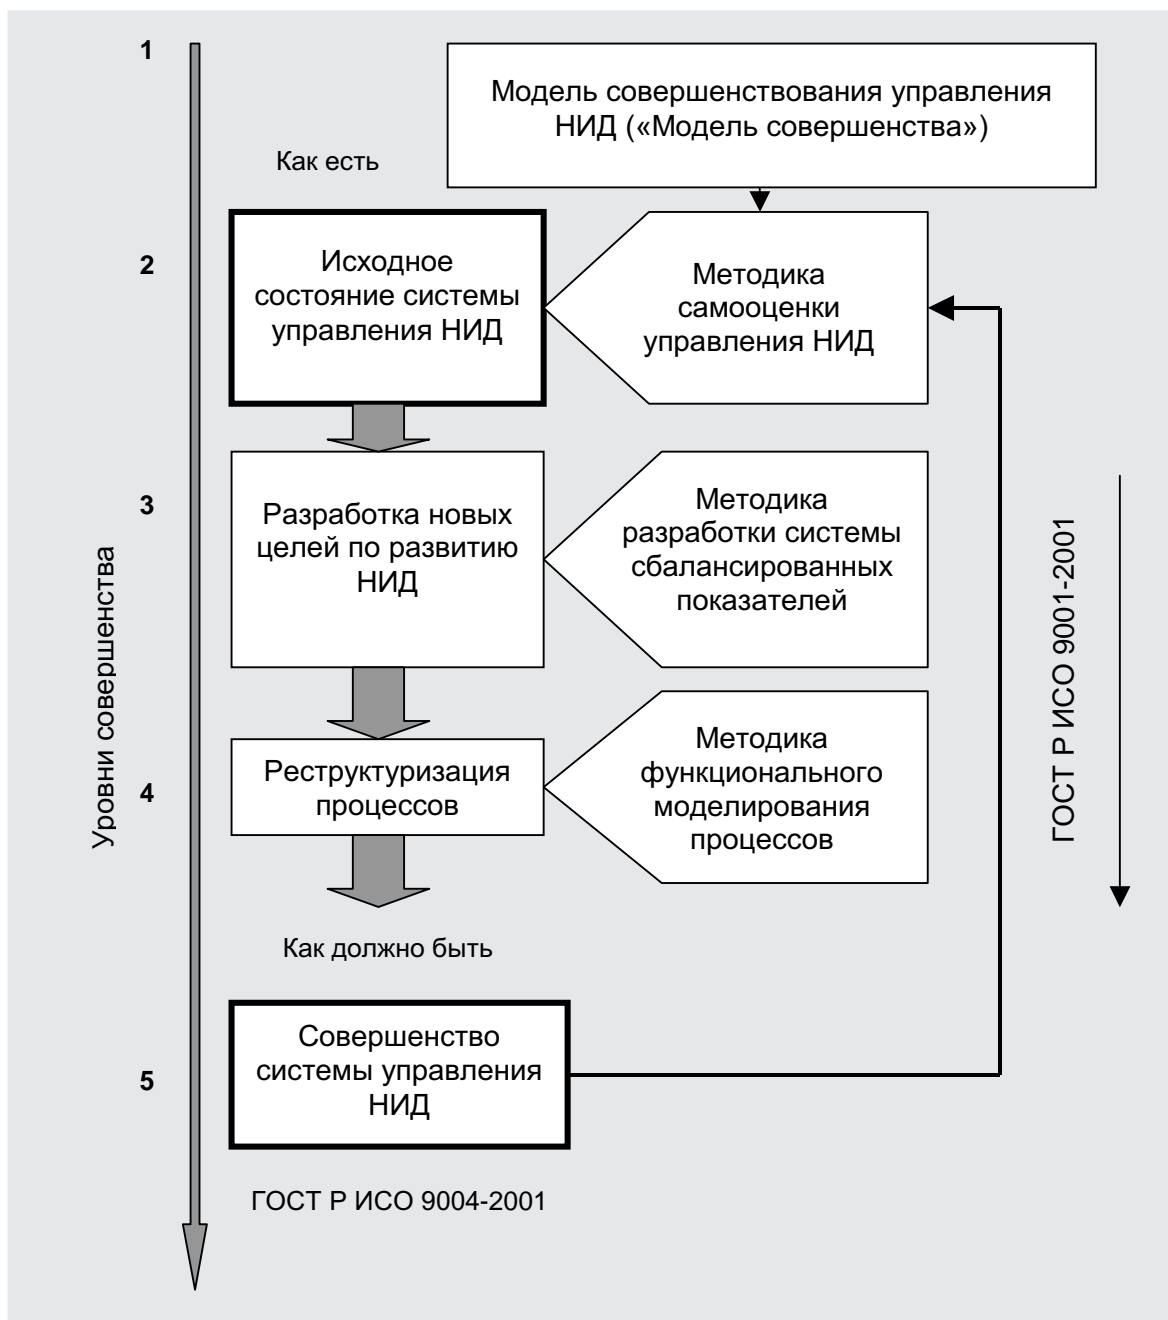 1
Модель совершенствования управления
НИД («Модель совершенства»)
Как есть
2
Исходное
состояние системы
управления НИД
Методика
самооценки
управления НИД
3
Разработка новых
целей по развитию
НИД
Методика
разработки системы
сбалансированных
показателей
Уровни совершенства
ГОСТ Р ИСО 9001-2001
4
Реструктуризация
процессов
Методика
функционального
моделирования
процессов
Как должно быть
5
Совершенство
системы управления
НИД
ГОСТ Р ИСО 9004-2001